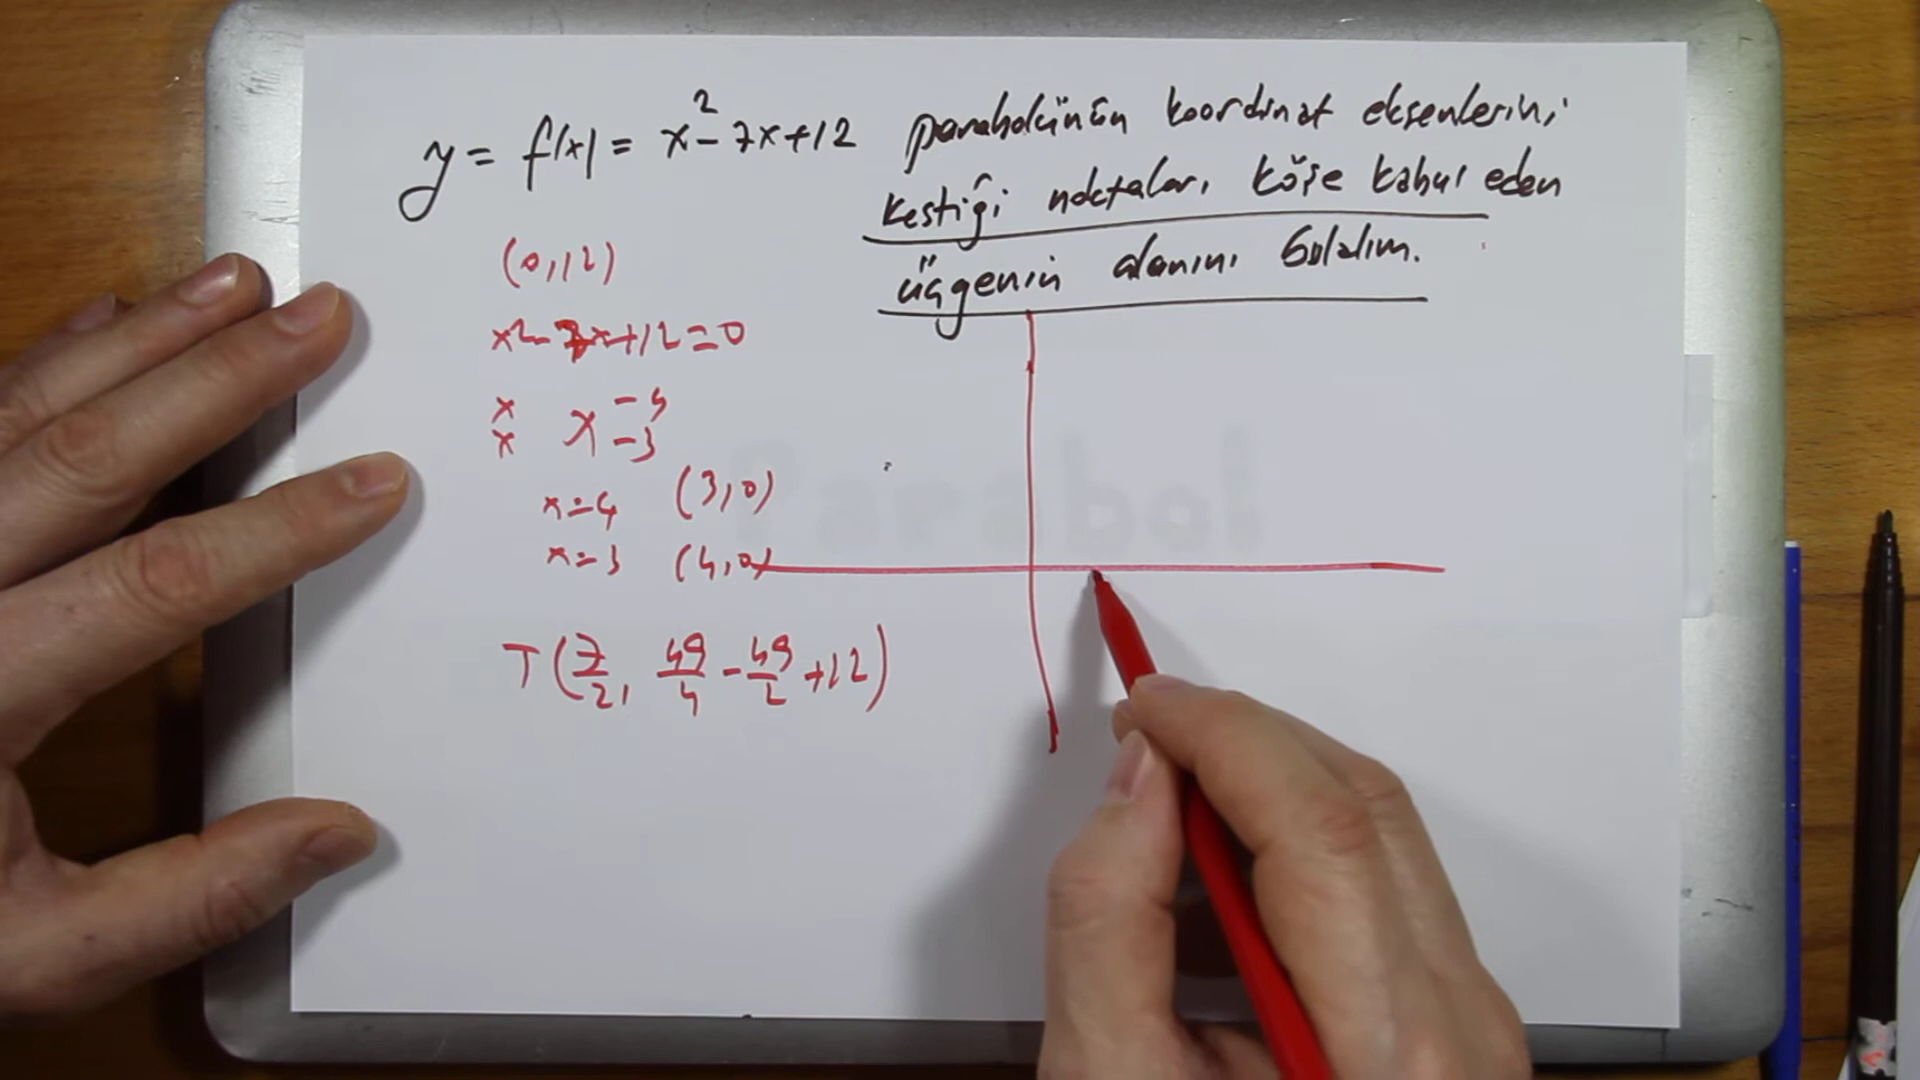 y = f(x) = x² - 7x + 12 parabolünün koordinat eksenlerini
kestiği noktaları köşe kabul eden
üçgenin alanını bulalım.
(0,12)
x² - 7x + 12 = 0
x x -4
x -3
x = 4 (3,0)
x = 3 (4,0)
T(7/2, 49/4 - 49/2 + 12)
Parabol